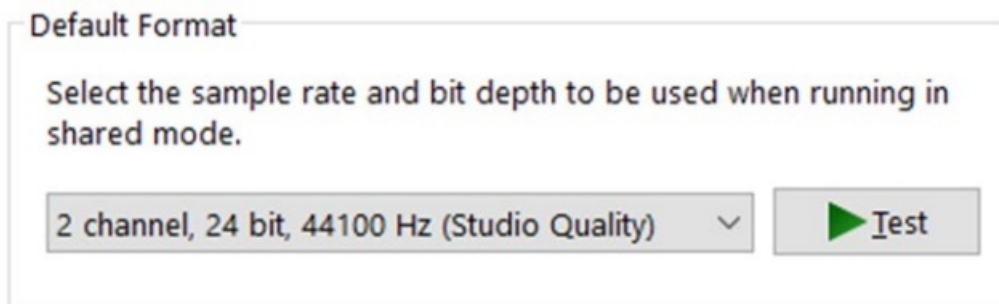 Default Format
Select the sample rate and bit depth to be used when running in
shared mode.
2 channel, 24 bit, 44100 Hz (Studio Quality)
Test